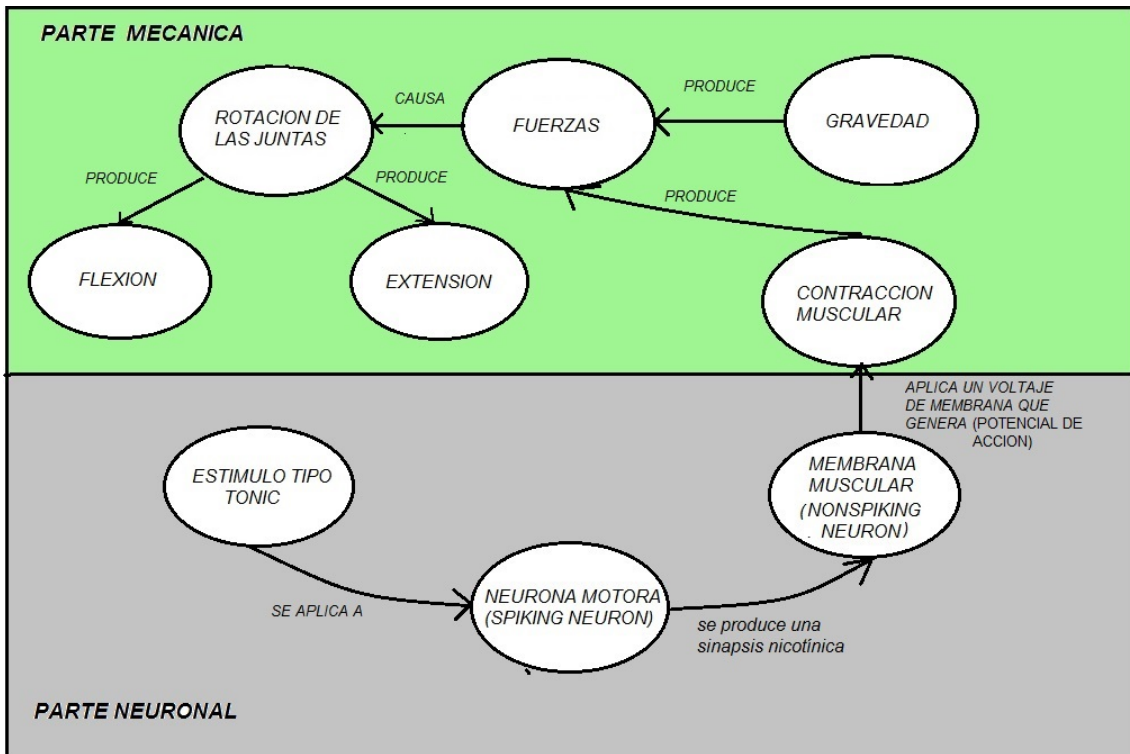 PARTE MECANICA
ROTACION DE
LAS JUNTAS
CAUSA
FUERZAS
PRODUCE
GRAVEDAD
PRODUCE
PRODUCE
PRODUCE
FLEXION
EXTENSION
CONTRACCION
MUSCULAR
APLICA UN VOLTAJE
DE MEMBRANA QUE
GENERA (POTENCIAL DE
ACCION)
ESTIMULO TIPO
TONIC
MEMBRANA
MUSCULAR
(NONSPIKING
NEURON)
SE APLICA A
NEURONA MOTORA
(SPIKING NEURON)
se produce una
sinapsis nicotínica
PARTE NEURONAL